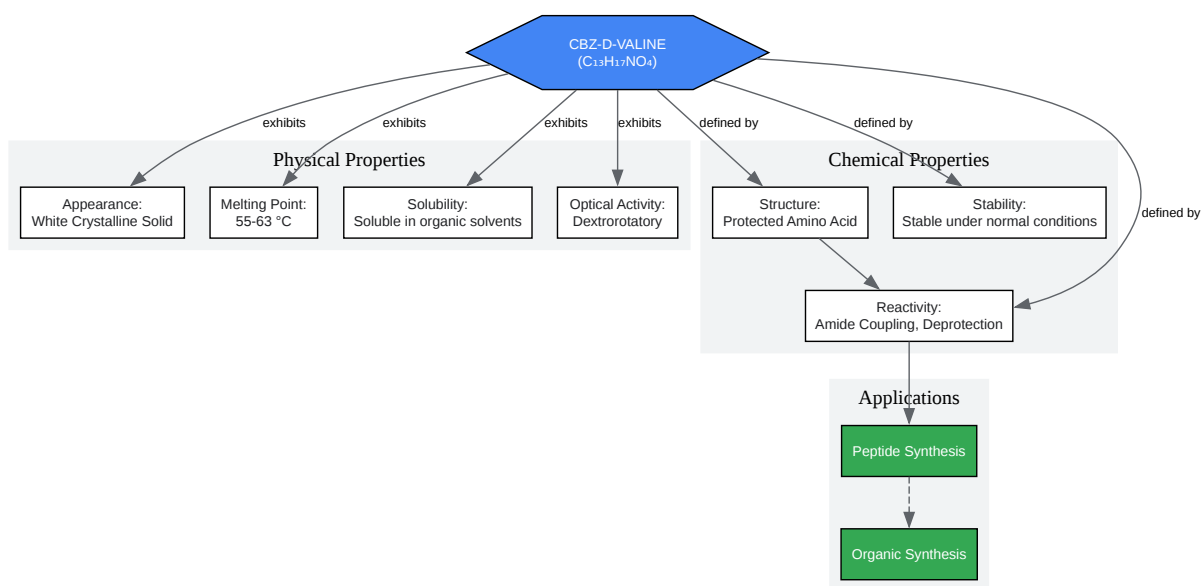 CBZ-D-VALINE
(C₁₃H₁₇NO₄)
exhibits
exhibits
exhibits
exhibits
defined by
defined by
defined by
Physical Properties
Chemical Properties
Appearance:
White Crystalline Solid
Melting Point:
55-63 °C
Solubility:
Soluble in organic solvents
Optical Activity:
Dextrorotatory
Structure:
Protected Amino Acid
Stability:
Stable under normal conditions
Reactivity:
Amide Coupling, Deprotection
Applications
Peptide Synthesis
Organic Synthesis